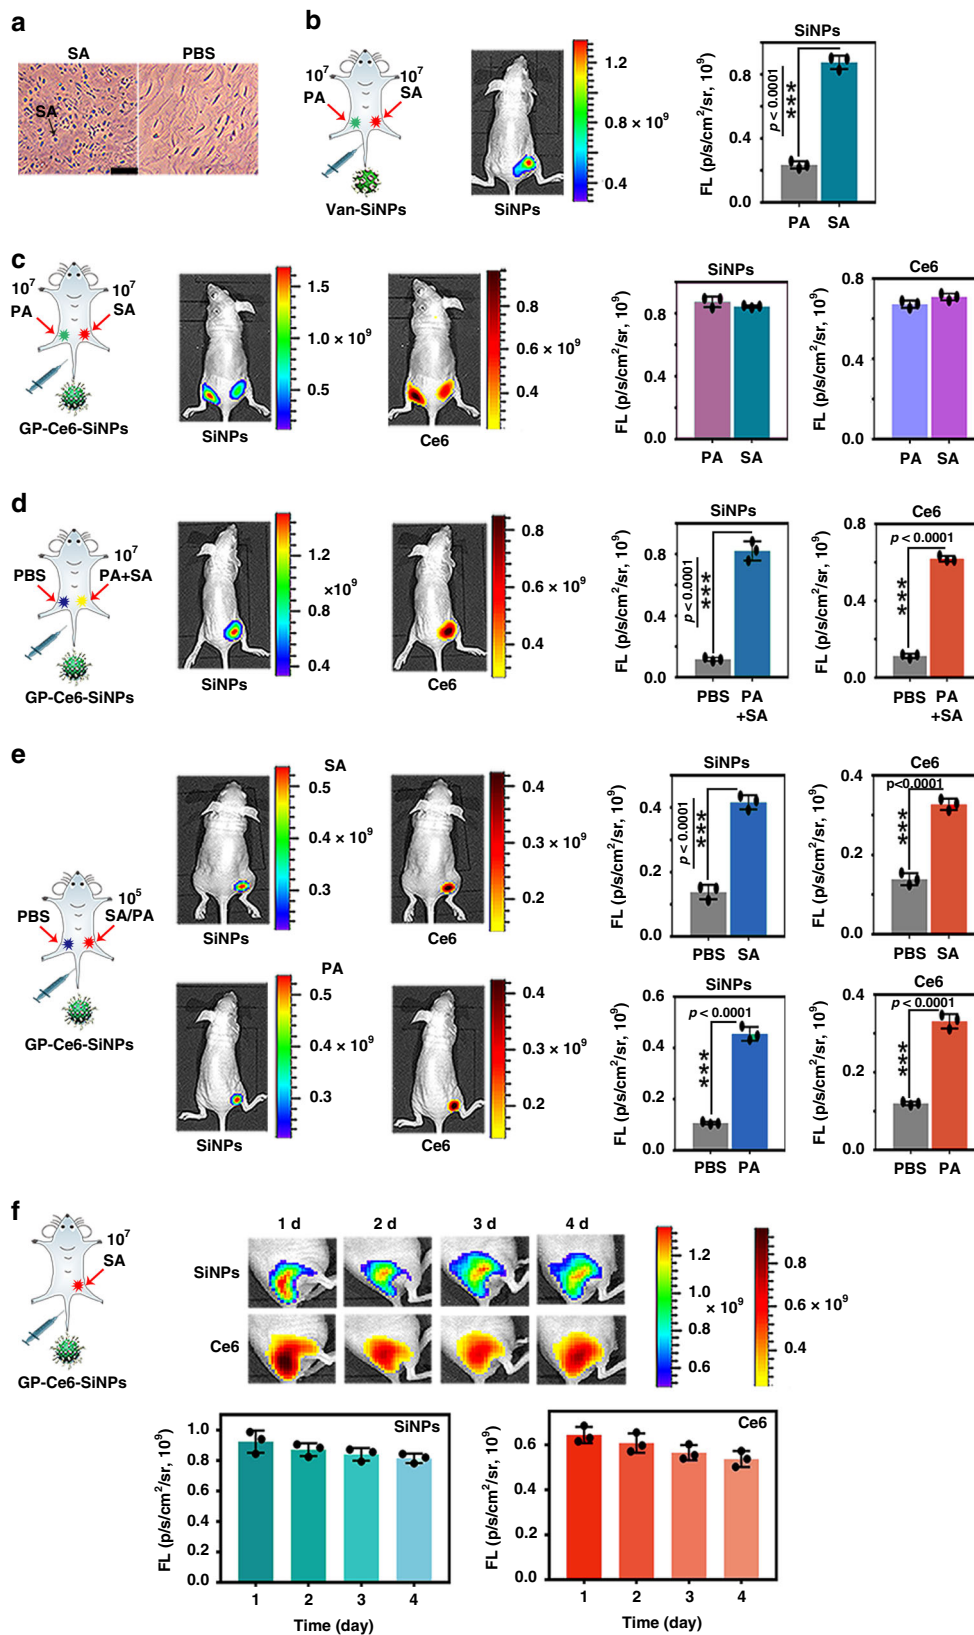 a
SA PBS
SA
b
10⁷ 10⁷
PA SA
Van-SiNPs
SiNPs
1.2
0.8 × 10⁹
0.4
SiNPs
FL (p/s/cm²/sr, 10⁹)
0.8
0.4
0.0
p < 0.0001
***
PA SA
c
10⁷ 10⁷
PA SA
GP-Ce6-SiNPs
SiNPs
1.5
1.0 × 10⁹
0.5
Ce6
0.8
0.6 × 10⁹
0.4
SiNPs
FL (p/s/cm²/sr, 10⁹)
0.8
0.4
0.0
PA SA
Ce6
FL (p/s/cm²/sr, 10⁹)
0.8
0.4
0.0
PA SA
d
10⁷
PBS PA+SA
GP-Ce6-SiNPs
SiNPs
1.2
×10⁹
0.8
0.4
Ce6
0.8
0.6 × 10⁹
0.4
SiNPs
FL (p/s/cm²/sr, 10⁹)
0.8
0.4
0.0
p < 0.0001
***
PBS PA
+SA
Ce6
FL (p/s/cm²/sr, 10⁹)
0.8
0.4
0.0
p < 0.0001
***
PBS PA
+SA
e
10⁵
PBS SA/PA
GP-Ce6-SiNPs
SA
SiNPs
0.5
0.4 × 10⁹
0.3
Ce6
0.4
0.3 × 10⁹
0.2
SiNPs
FL (p/s/cm²/sr, 10⁹)
0.4
0.2
0.0
p < 0.0001
***
PBS SA
Ce6
FL (p/s/cm²/sr, 10⁹)
0.4
0.2
0.0
p<0.0001
***
PBS SA
PA
SiNPs
0.5
0.4 × 10⁹
0.3
Ce6
0.4
0.3 × 10⁹
0.2
SiNPs
FL (p/s/cm²/sr, 10⁹)
0.6
0.4
0.2
0.0
p < 0.0001
***
PBS PA
Ce6
FL (p/s/cm²/sr, 10⁹)
0.4
0.2
0.0
p < 0.0001
***
PBS PA
f
10⁷
SA
GP-Ce6-SiNPs
1 d 2 d 3 d 4 d
SiNPs
Ce6
1.2
1.0
× 10⁹
0.8
0.6
0.8
0.6 × 10⁹
0.4
SiNPs
FL (p/s/cm²/sr, 10⁹)
1.0
0.8
0.6
0.4
0.2
0.0
1 2 3 4
Time (day)
Ce6
FL (p/s/cm²/sr, 10⁹)
0.6
0.4
0.2
0.0
1 2 3 4
Time (day)